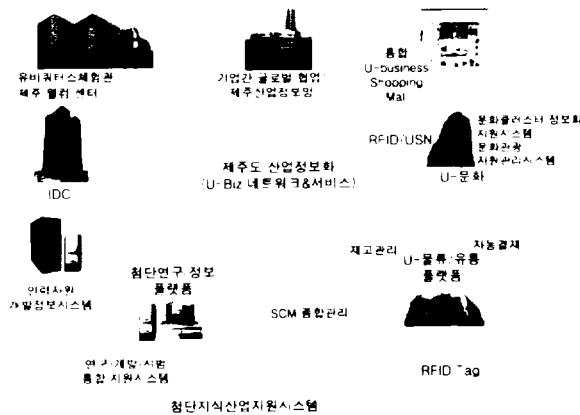 유비쿼터스체험관
제주 웰컴 센터
기업간 글로벌 협업/
제주산업정보망
통합
U-business
Shopping
Mal
IDC
제주도 산업정보화
(U-Biz 네트워크&서비스)
RFID/USN
문화클러스터 정보화
지원시스템
문화관광
자원관리시스템
U-문화
인력자원
개발정보시스템
첨단연구 정보
플랫폼
연구·개발·시범
통합 지원시스템
SCM 종합관리
재고관리
자동결재
U-물류/유통
플랫폼
RFID Tag
첨단지식산업지원시스템